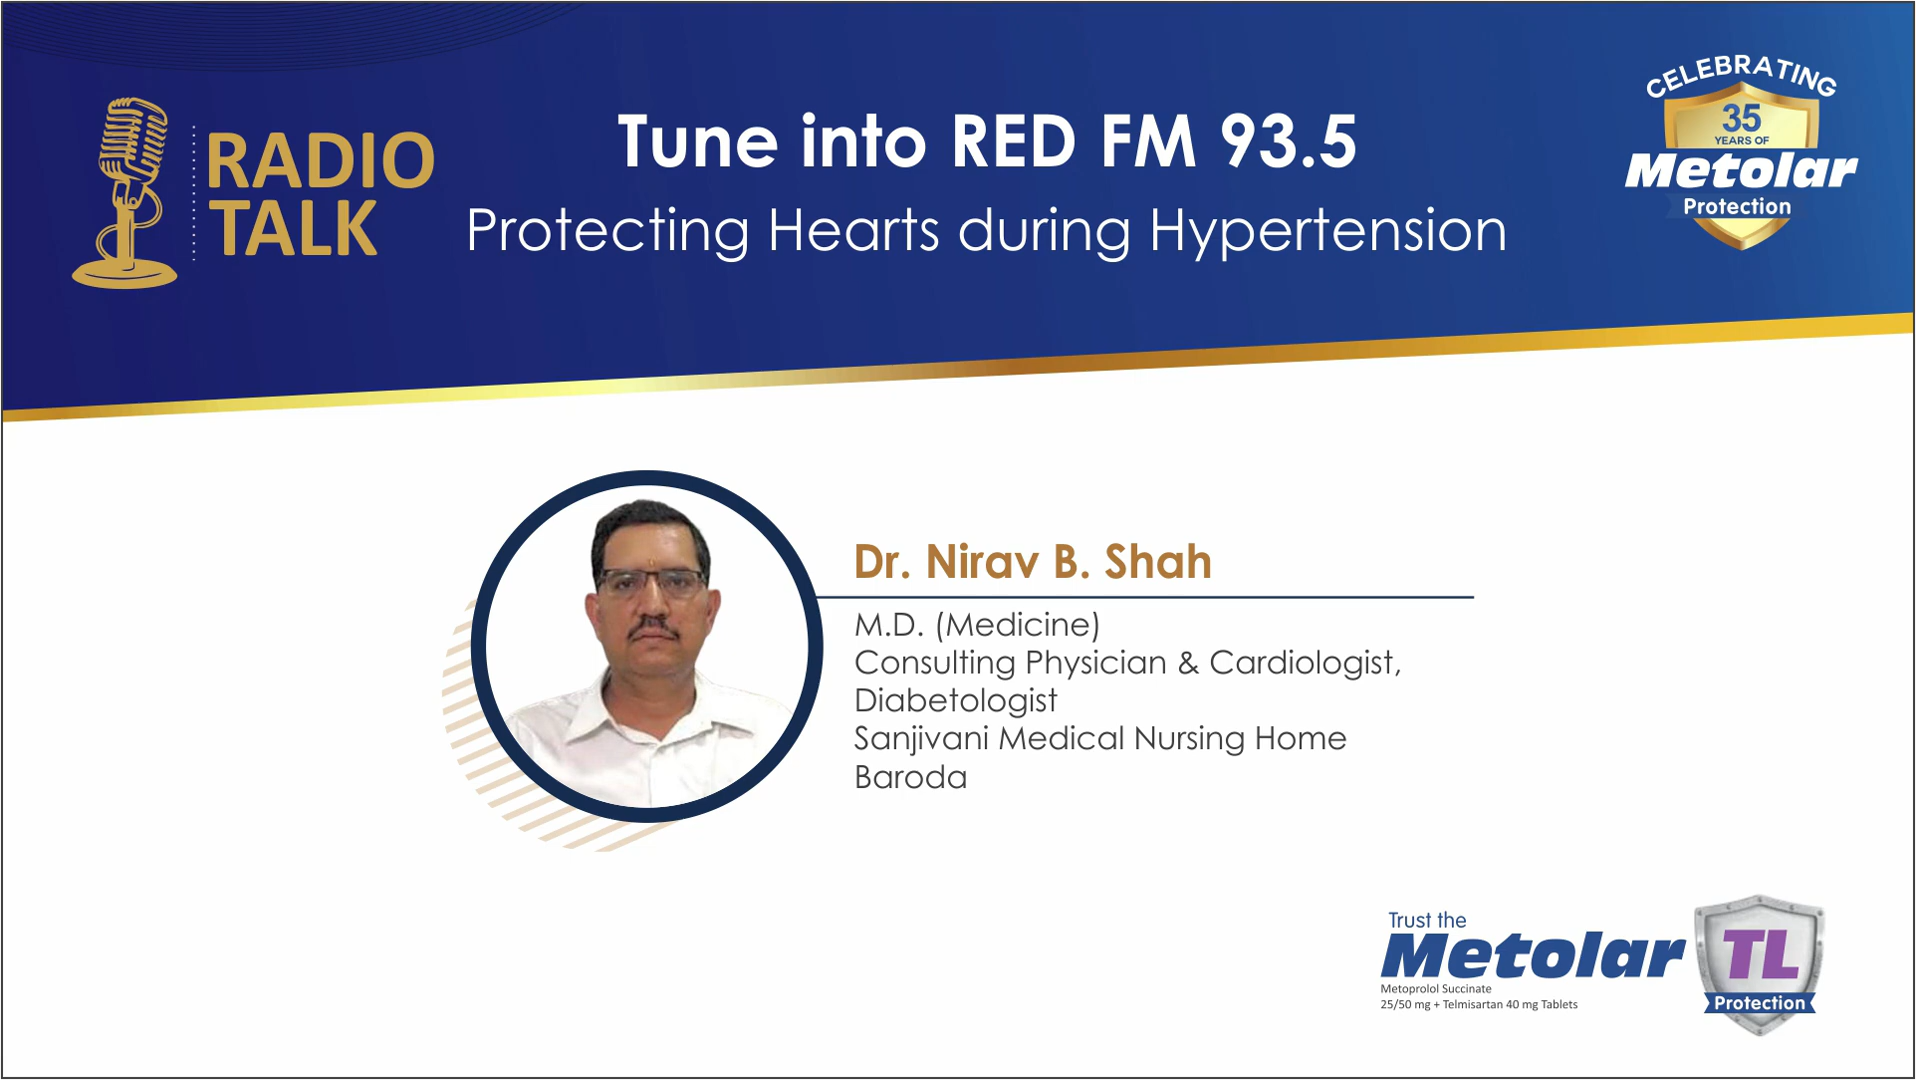 RADIO
TALK
Tune into RED FM 93.5
Protecting Hearts during Hypertension
CELEBRATING
35
YEARS OF
Metolar
Protection
Dr. Nirav B. Shah
M.D. (Medicine)
Consulting Physician & Cardiologist,
Diabetologist
Sanjivani Medical Nursing Home
Baroda
Trust the
Metolar TL
Metoprolol Succinate
25/50 mg + Telmisartan 40 mg Tablets
Protection